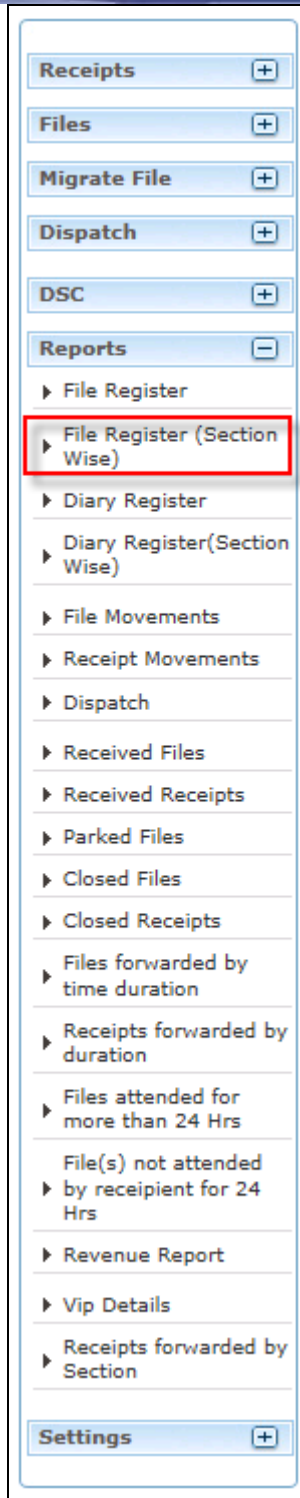 Receipts
Files
Migrate File
Dispatch
DSC
Reports
File Register
File Register (Section
Wise)
Diary Register
Diary Register(Section
Wise)
File Movements
Receipt Movements
Dispatch
Received Files
Received Receipts
Parked Files
Closed Files
Closed Receipts
Files forwarded by
time duration
Receipts forwarded by
duration
Files attended for
more than 24 Hrs
File(s) not attended
by receipient for 24
Hrs
Revenue Report
Vip Details
Receipts forwarded by
Section
Settings